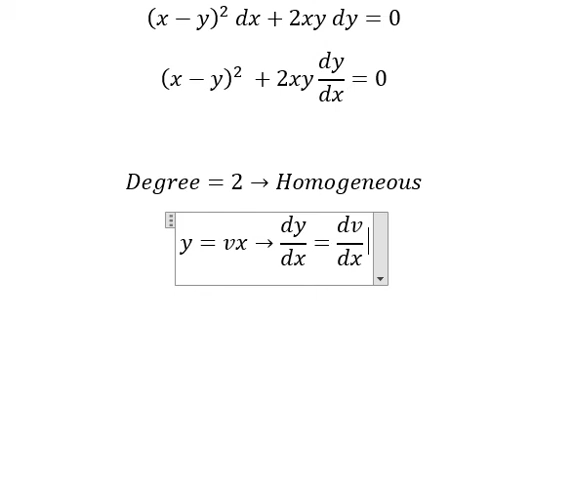 (x − y)² dx + 2xy dy = 0
(x − y)² + 2xy dy/dx = 0
Degree = 2 → Homogeneous
y = vx → dy/dx = dv/dx